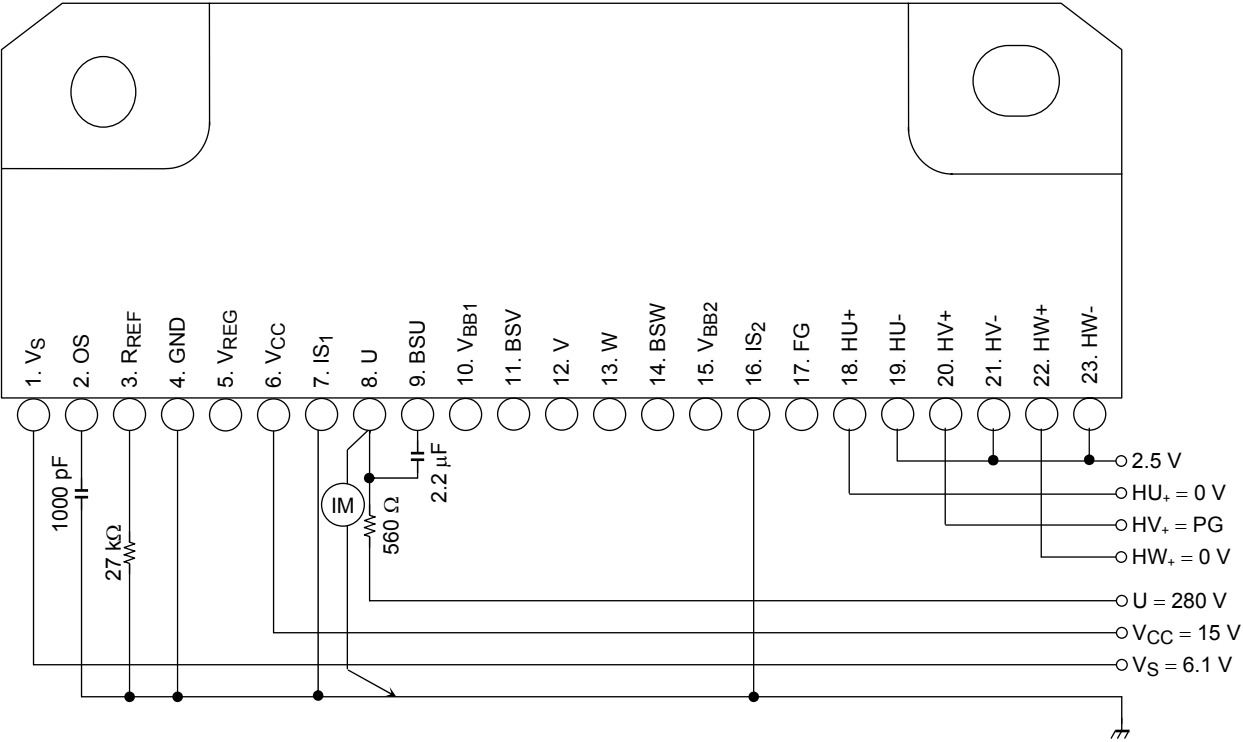 1. VS
2. OS
3. RREF
4. GND
5. VREG
6. VCC
7. IS1
8. U
9. BSU
10. VBB1
11. BSV
12. V
13. W
14. BSW
15. VBB2
16. IS2
17. FG
18. HU+
19. HU-
20. HV+
21. HV-
22. HW+
23. HW-
1000 pF
27 kΩ
IM
560 Ω
2.2 μF
2.5 V
HU+ = 0 V
HV+ = PG
HW+ = 0 V
U = 280 V
VCC = 15 V
VS = 6.1 V